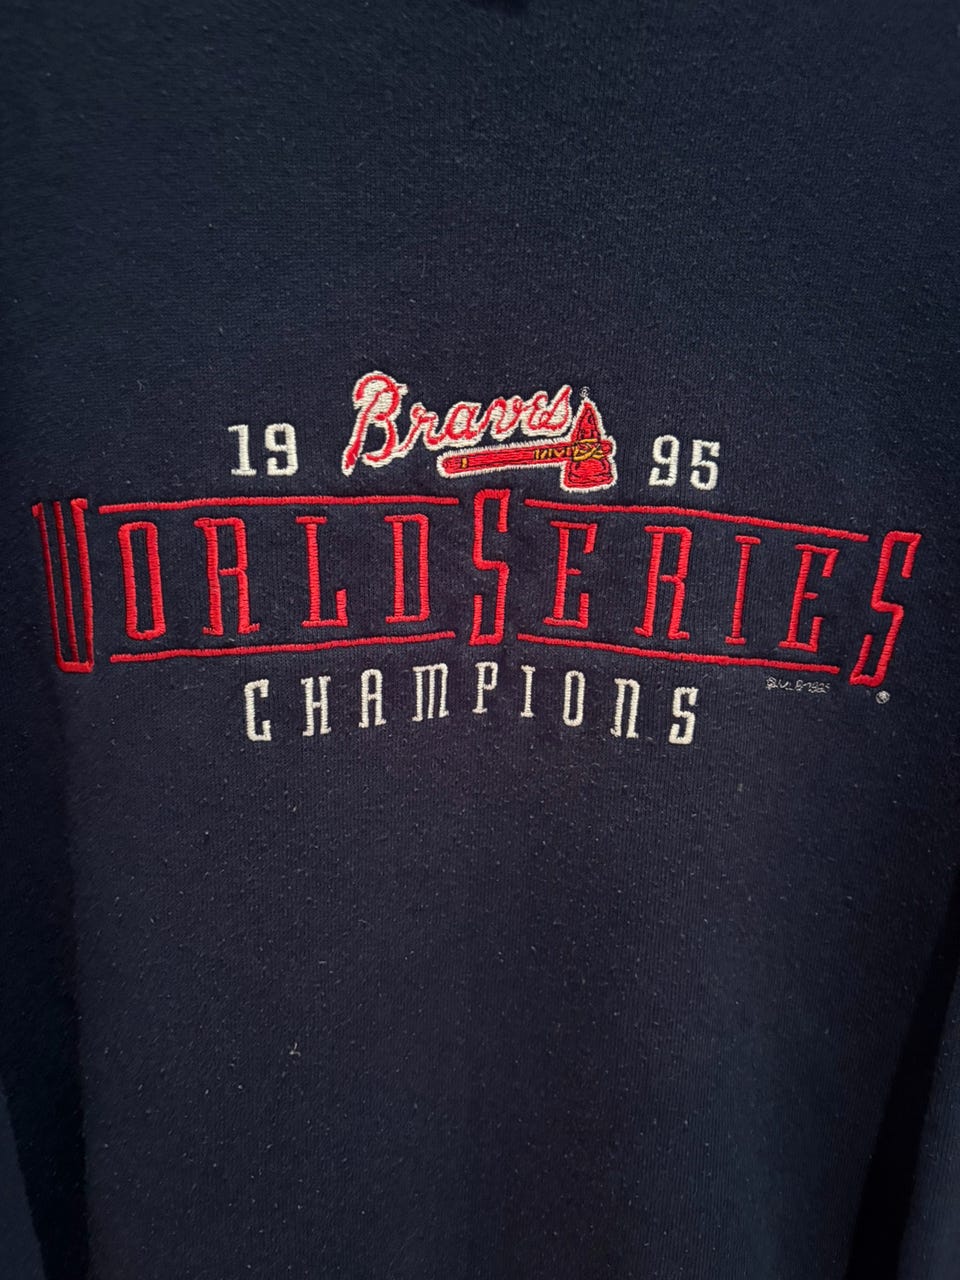 19 Braves 95
WORLD SERIES
CHAMPIONS